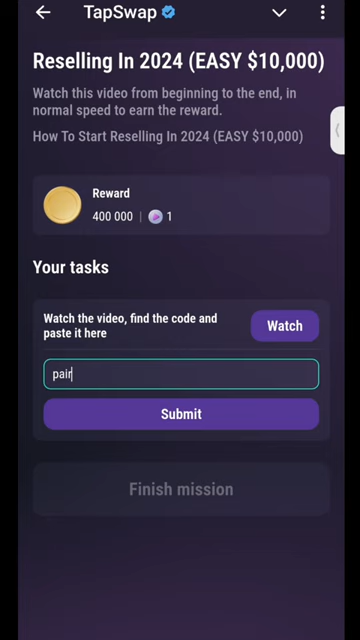 TapSwap
Reselling In 2024 (EASY $10,000)
Watch this video from beginning to the end, in
normal speed to earn the reward.
How To Start Reselling In 2024 (EASY $10,000)
Reward
400 000 | 1
Your tasks
Watch the video, find the code and
paste it here
Watch
pair
Submit
Finish mission